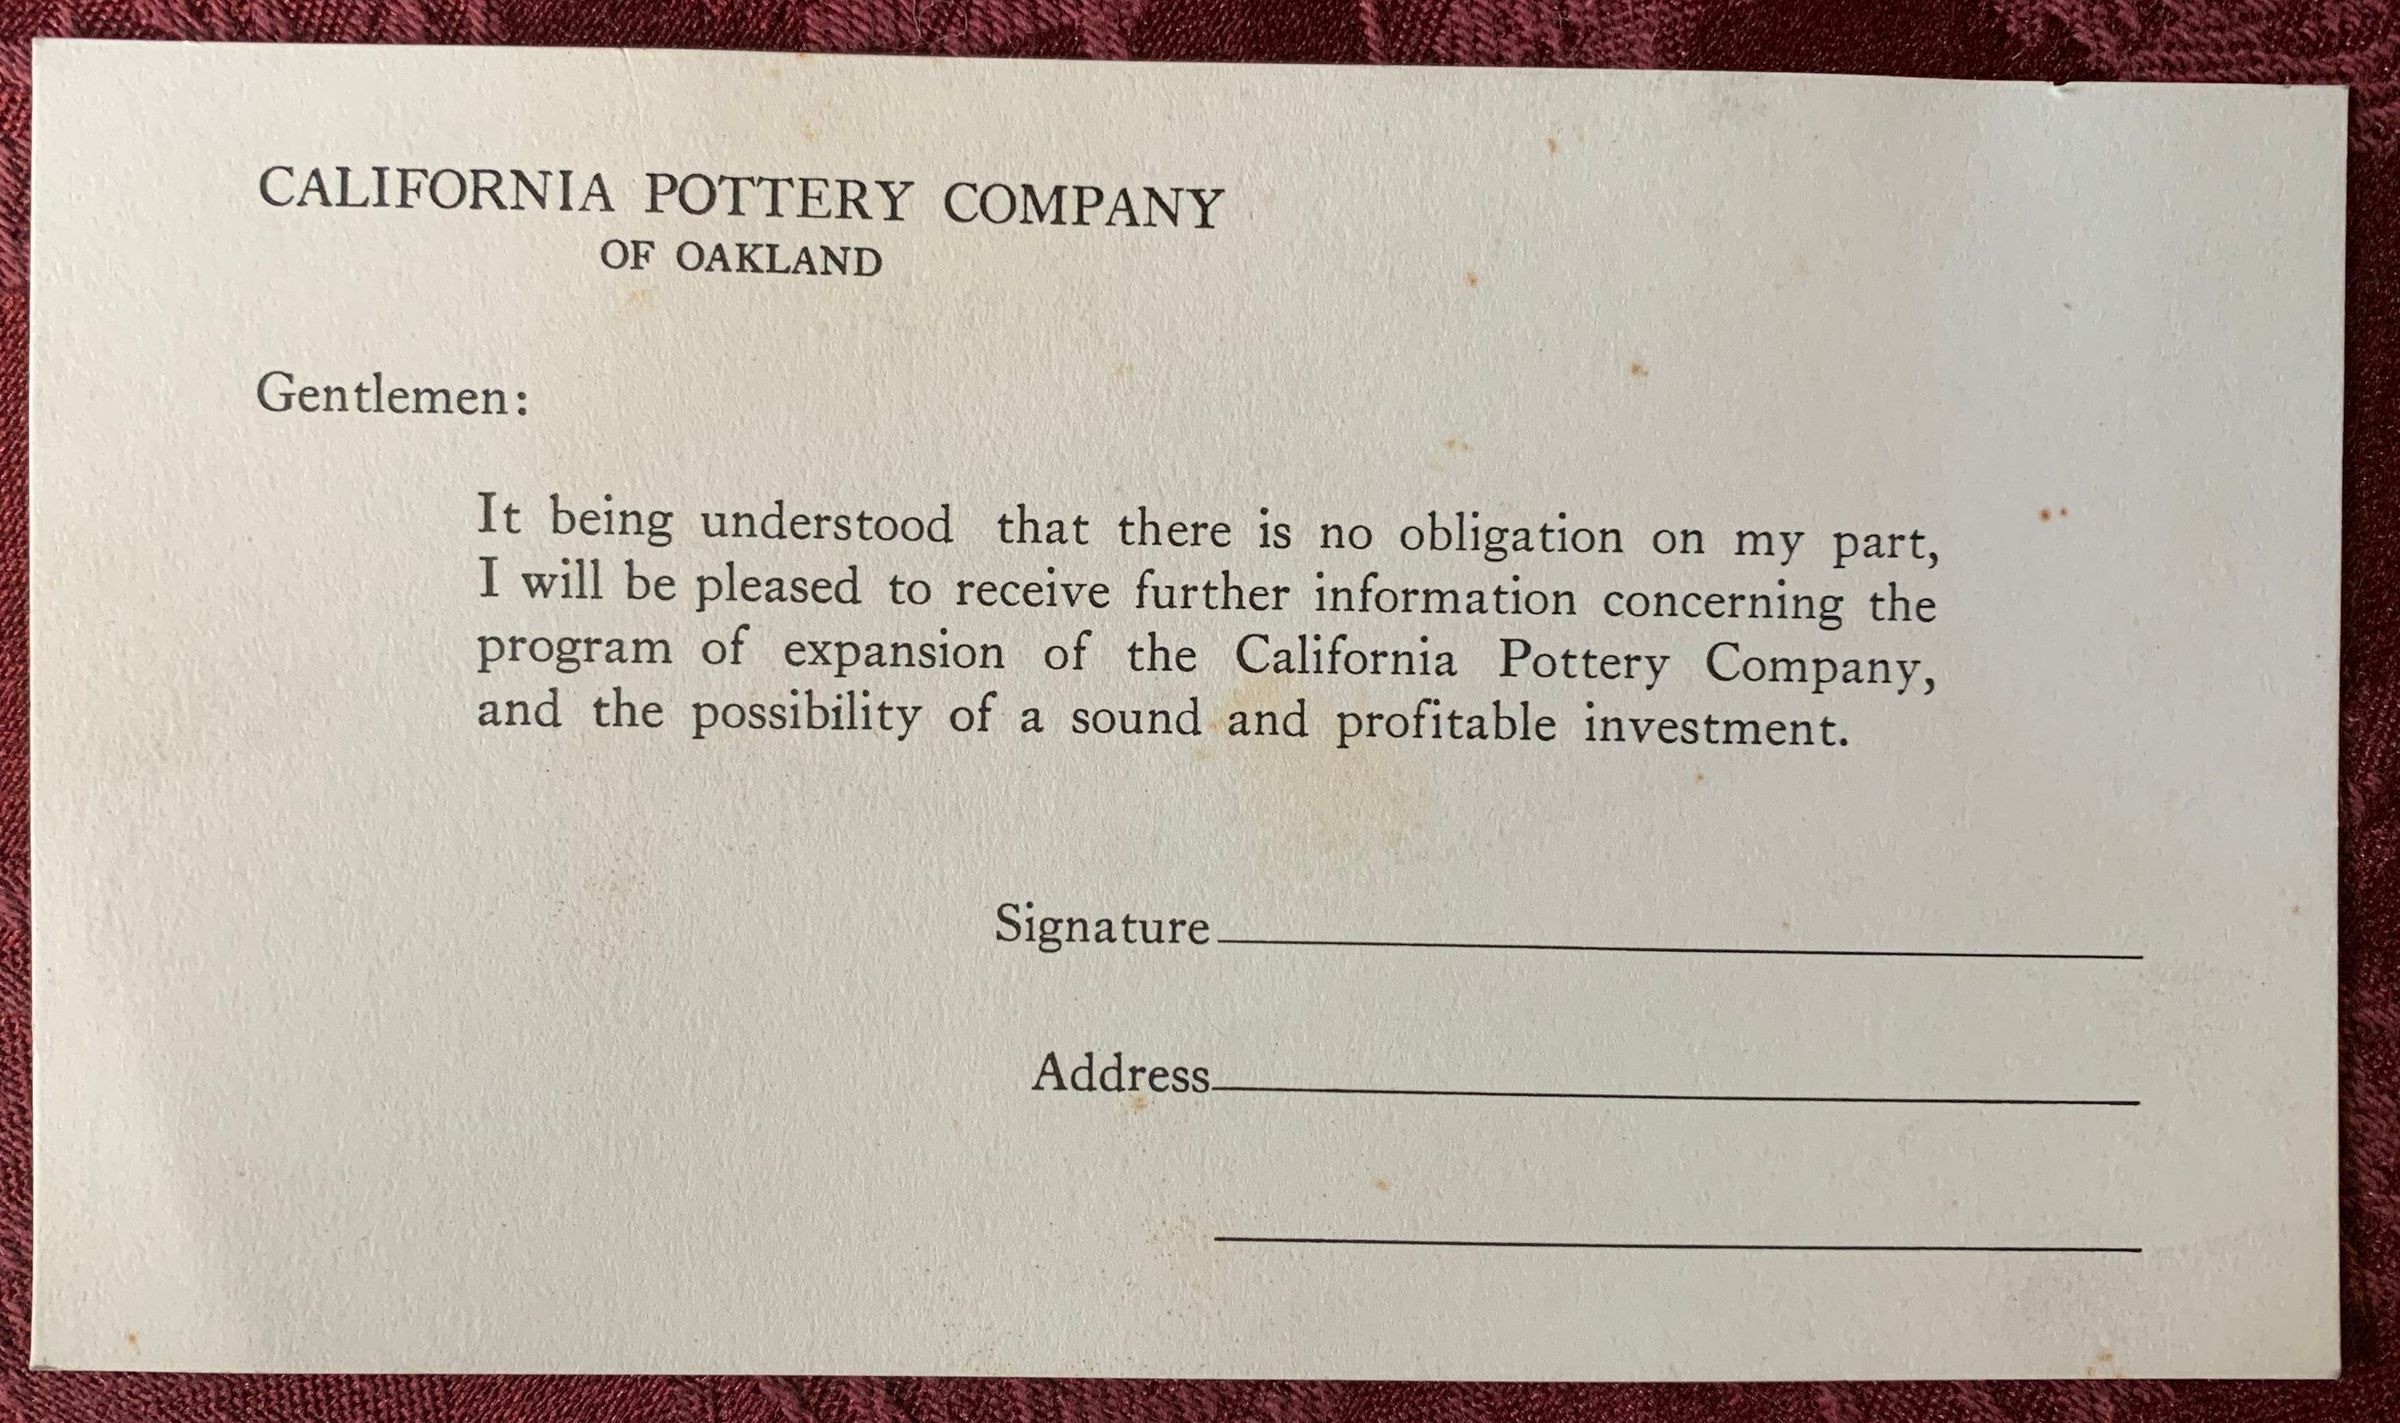 CALIFORNIA POTTERY COMPANY
OF OAKLAND
Gentlemen:
It being understood that there is no obligation on my part,
I will be pleased to receive further information concerning the
program of expansion of the California Pottery Company,
and the possibility of a sound and profitable investment.
Signature
Address